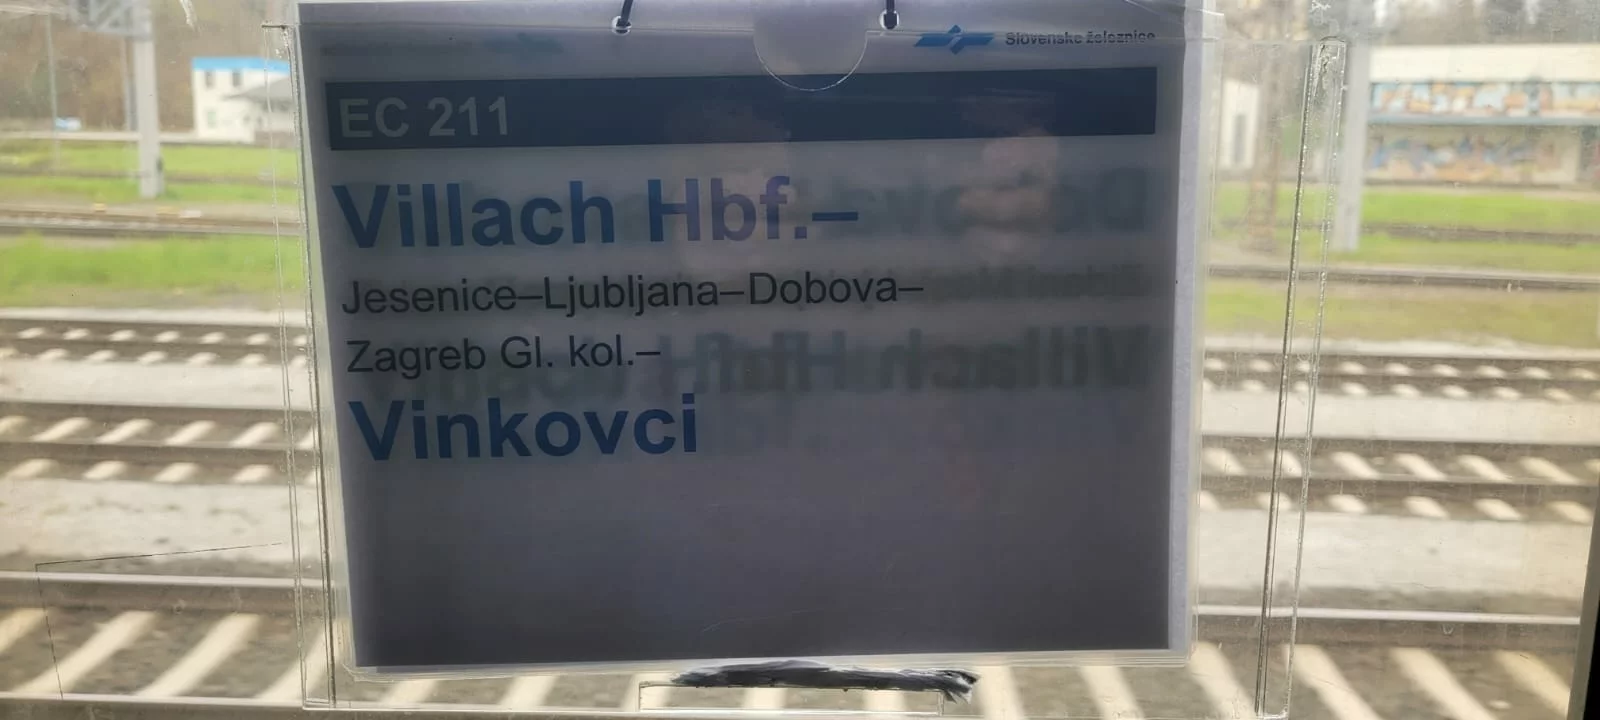 Slovenske železnice
EC 211
Villach Hbf.–
Jesenice–Ljubljana–Dobova–
Zagreb Gl. kol.–
Vinkovci